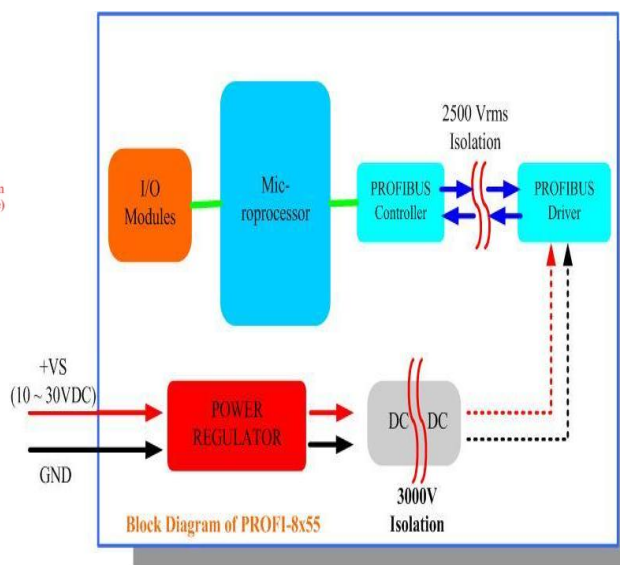 2500 Vrms
Isolation
I/O
Modules
Mic-
roprocessor
PROFIBUS
Controller
PROFIBUS
Driver
+VS
(10 ~ 30VDC)
GND
POWER
REGULATOR
DC
DC
3000V
Isolation
Block Diagram of PROFI-8x55